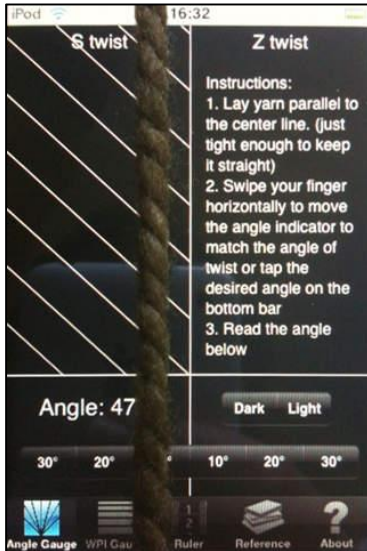 iPod 16:32
S twist
Z twist
Instructions:
1. Lay yarn parallel to
the center line. (just
tight enough to keep
it straight)
2. Swipe your finger
horizontally to move
the angle indicator to
match the angle of
twist or tap the
desired angle on the
bottom bar
3. Read the angle
below
Angle: 47
Dark Light
30° 20° ° 10° 20° 30°
Angle Gauge WPI Gau Ruler Reference About